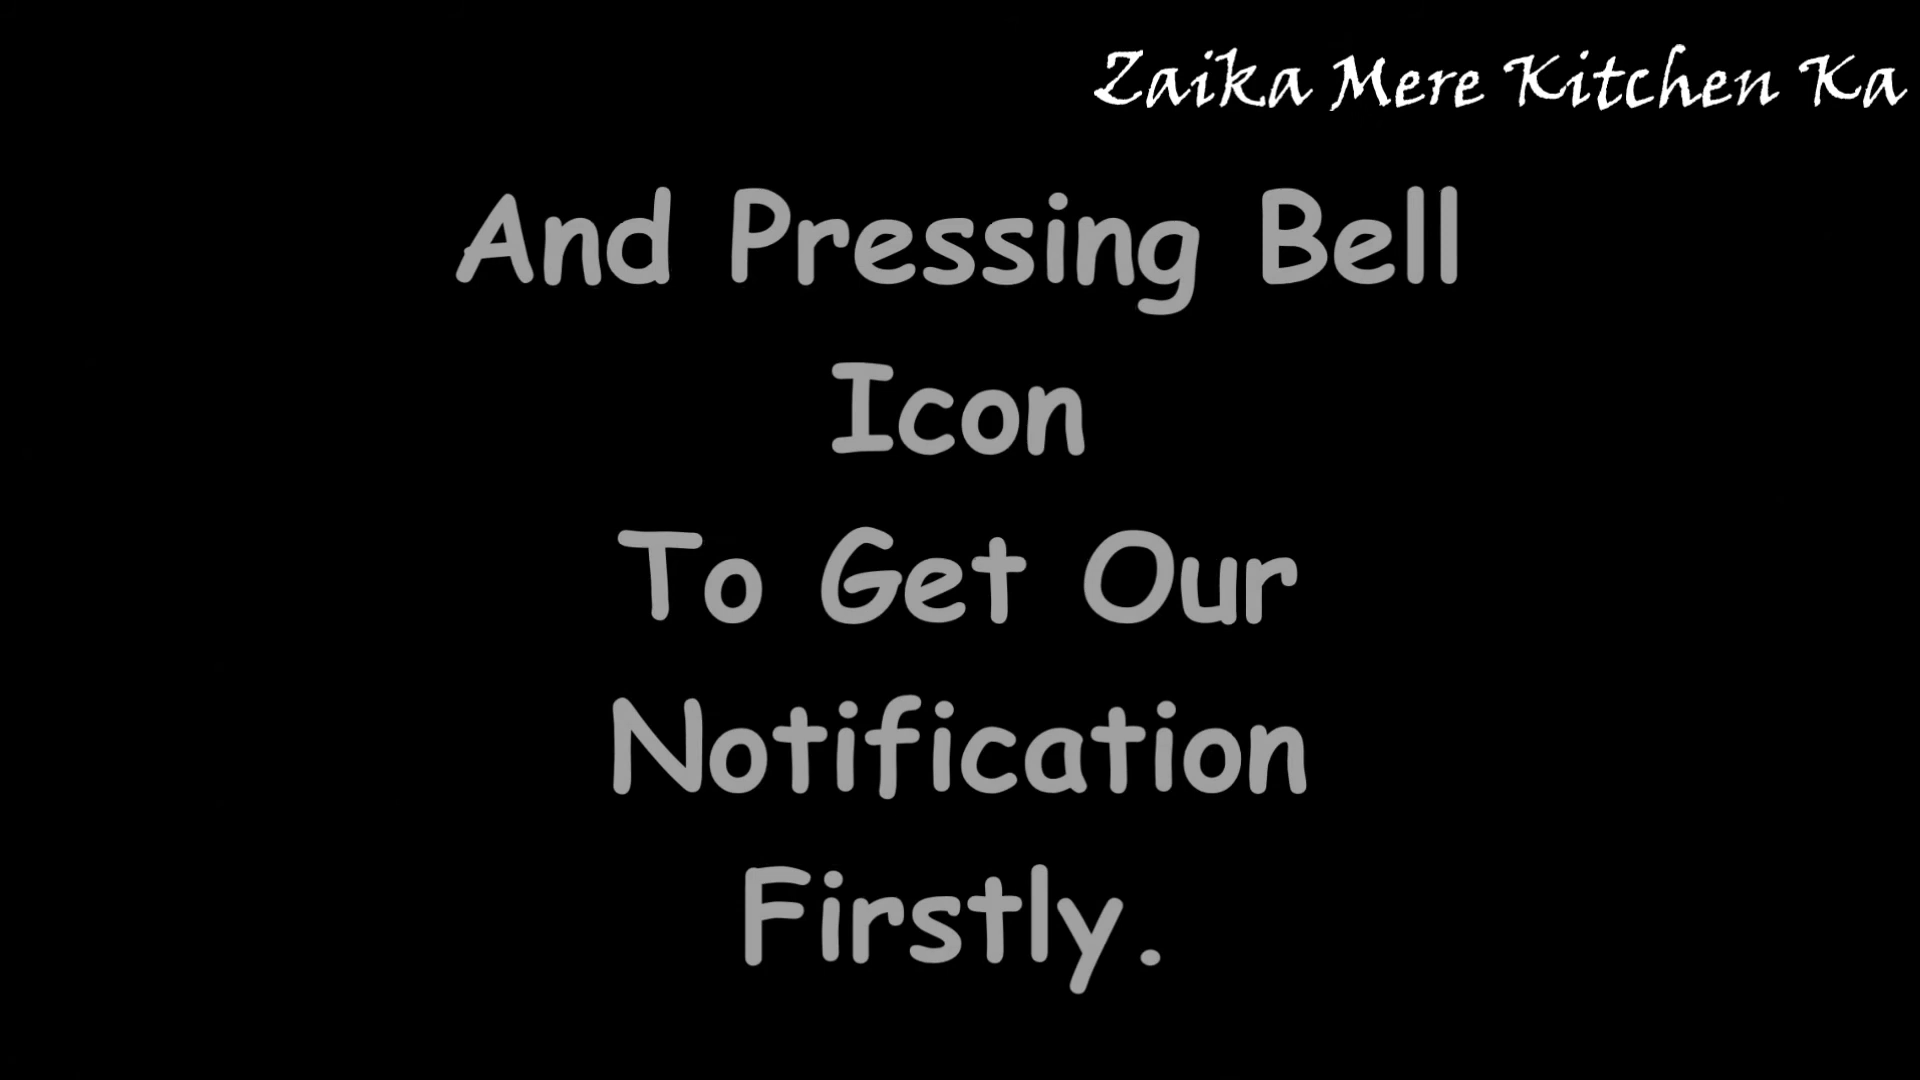 Zaika Mere Kitchen Ka
And Pressing Bell
Icon
To Get Our
Notification
Firstly.